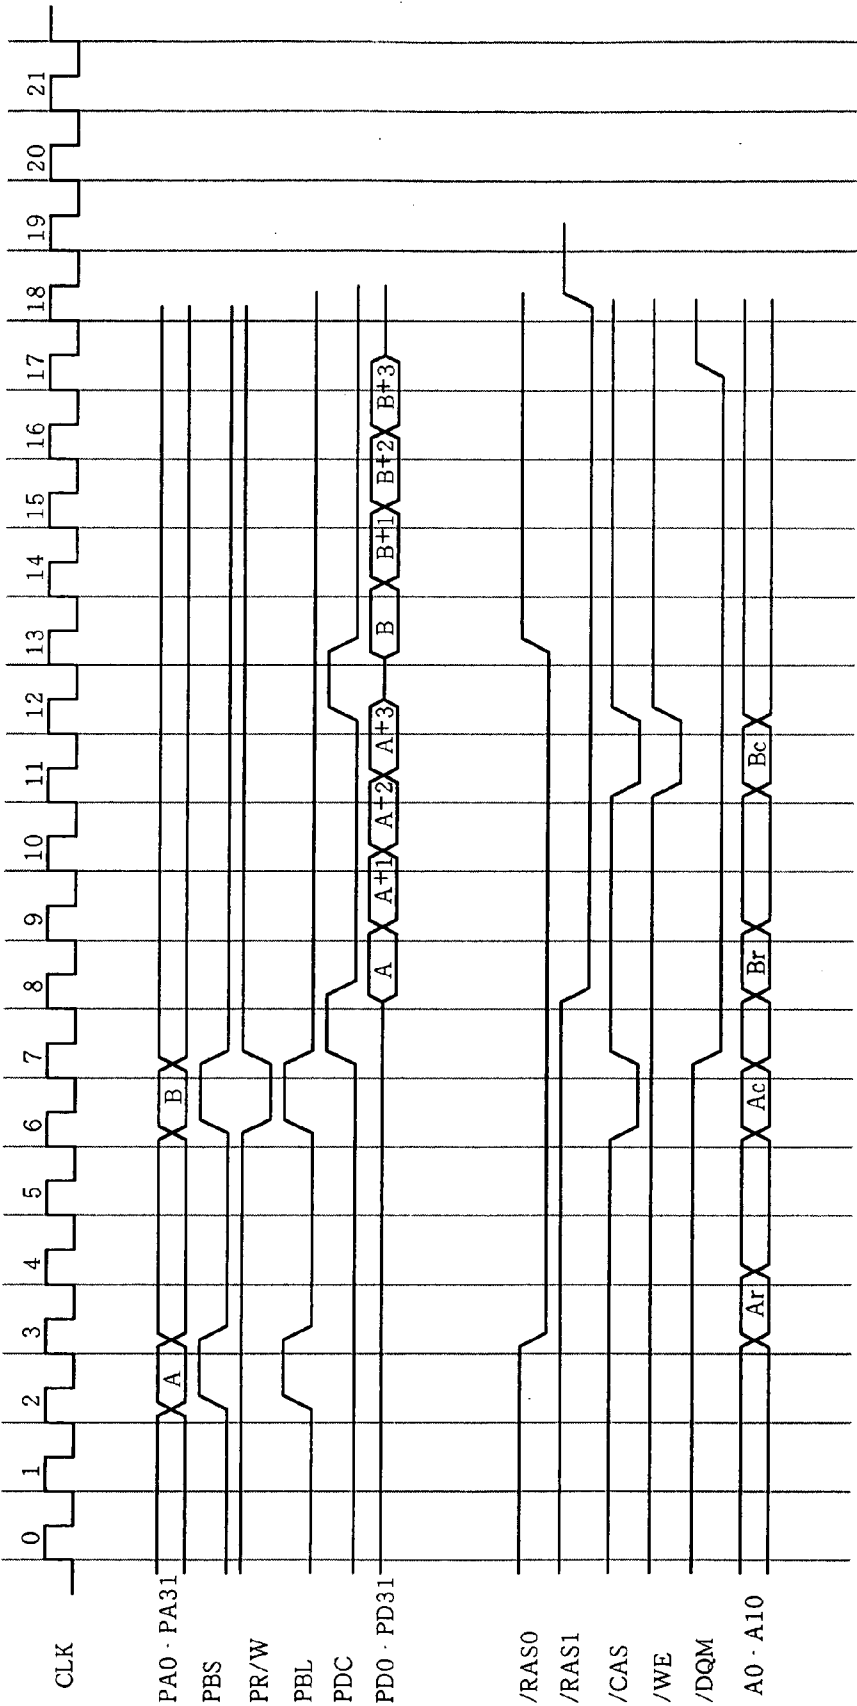 0 1 2 3 4 5 6 7 8 9 10 11 12 13 14 15 16 17 18 19 20 21
CLK
PA0 - PA31 A B
PBS
PR/W
PBL
PDC
PD0 - PD31 A A+1 A+2 A+3 B B+1 B+2 B+3
/RAS0
/RAS1
/CAS
/WE
/DQM
A0 - A10 Ar Ac Br Bc